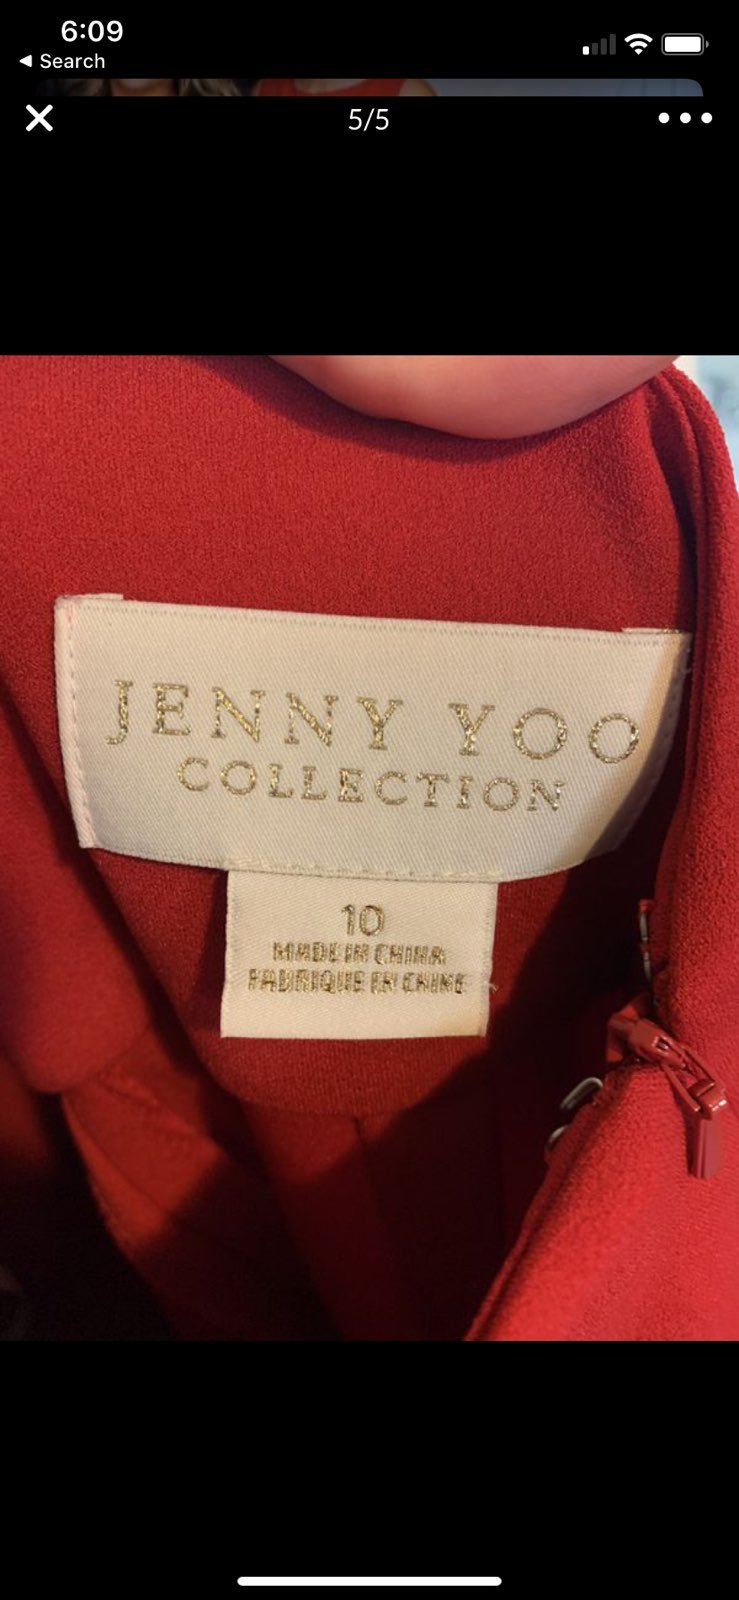 6:09
◀ Search
5/5
JENNY YOO
COLLECTION
10
MADE IN CHINA
FABRIQUE EN CHINE